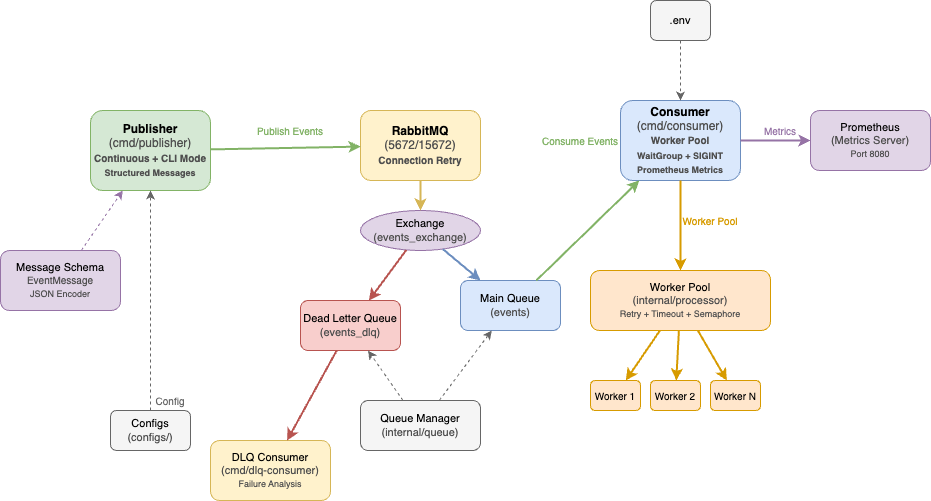 .env
Publisher
(cmd/publisher)
Continuous + CLI Mode
Structured Messages
Publish Events
RabbitMQ
(5672/15672)
Connection Retry
Consume Events
Consumer
(cmd/consumer)
Worker Pool
WaitGroup + SIGINT
Prometheus Metrics
Metrics
Prometheus
(Metrics Server)
Port 8080
Exchange
(events_exchange)
Worker Pool
Message Schema
EventMessage
JSON Encoder
Main Queue
(events)
Worker Pool
(internal/processor)
Retry + Timeout + Semaphore
Dead Letter Queue
(events_dlq)
Worker 1
Worker 2
Worker N
Config
Configs
(configs/)
Queue Manager
(internal/queue)
DLQ Consumer
(cmd/dlq-consumer)
Failure Analysis